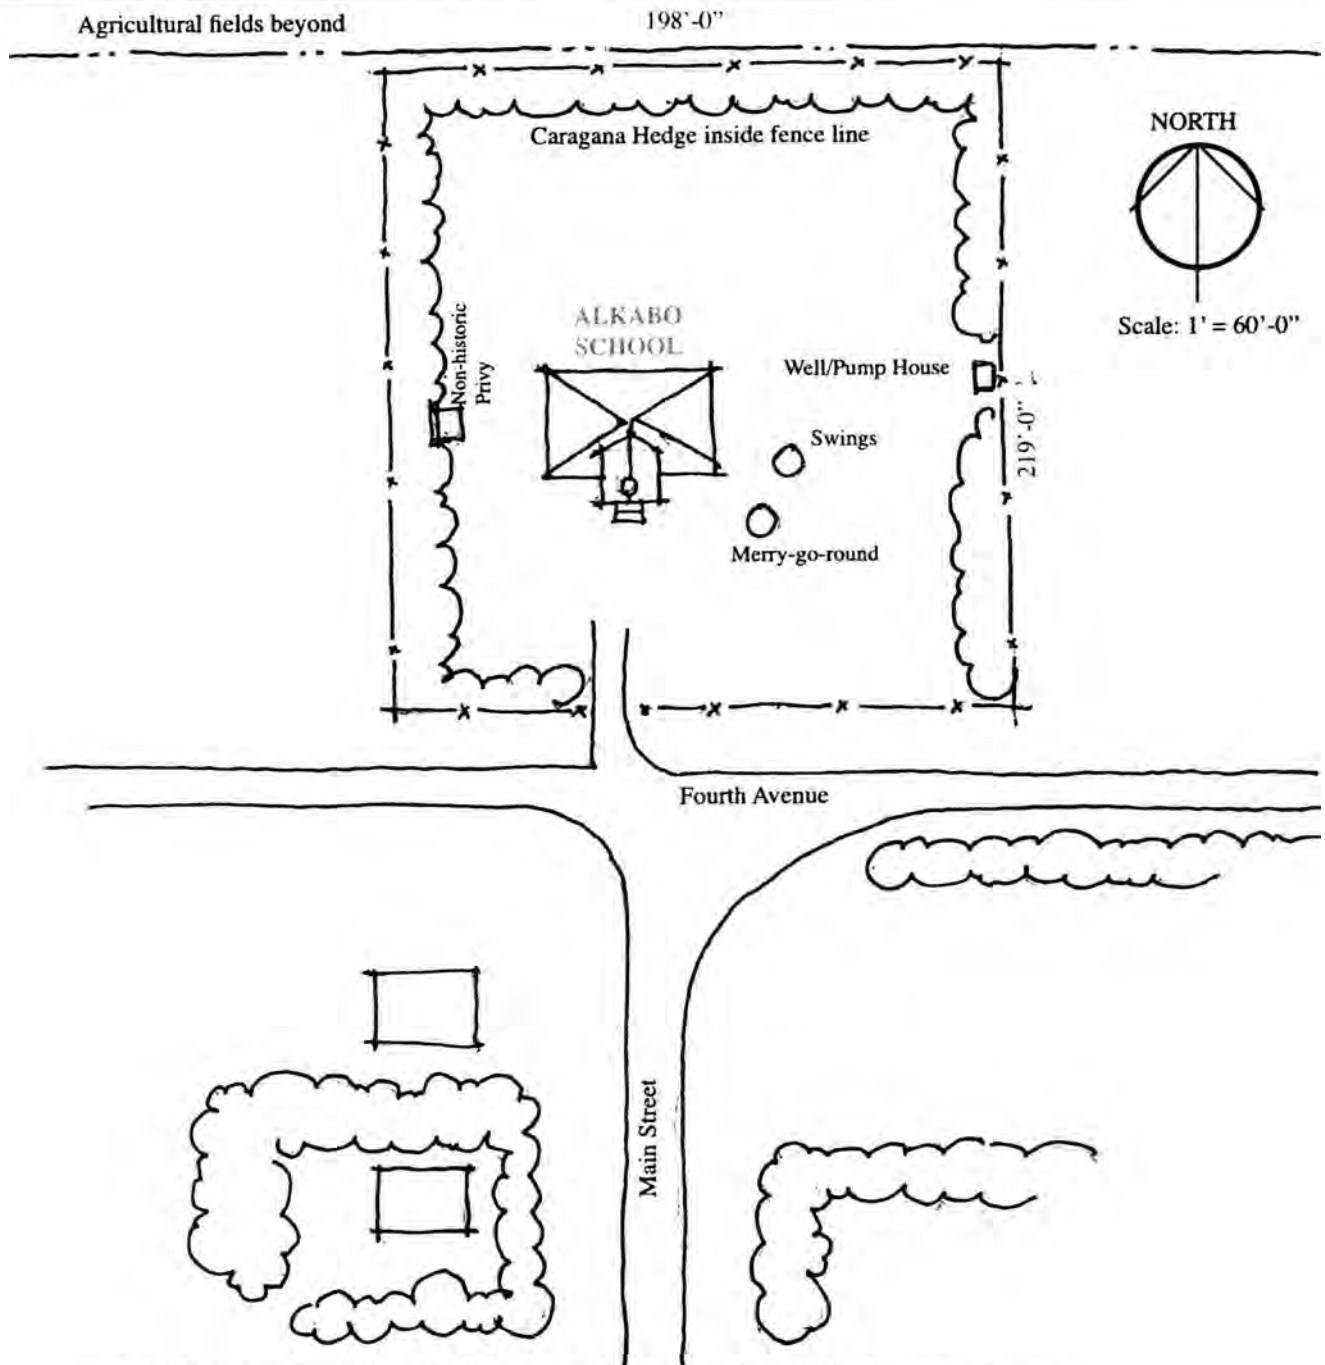 Agricultural fields beyond
198'-0"
Caragana Hedge inside fence line
NORTH
Scale: 1' = 60'-0"
ALKABO
SCHOOL
Non-historic
Privy
Well/Pump House
219'-0"
Swings
Merry-go-round
Fourth Avenue
Main Street